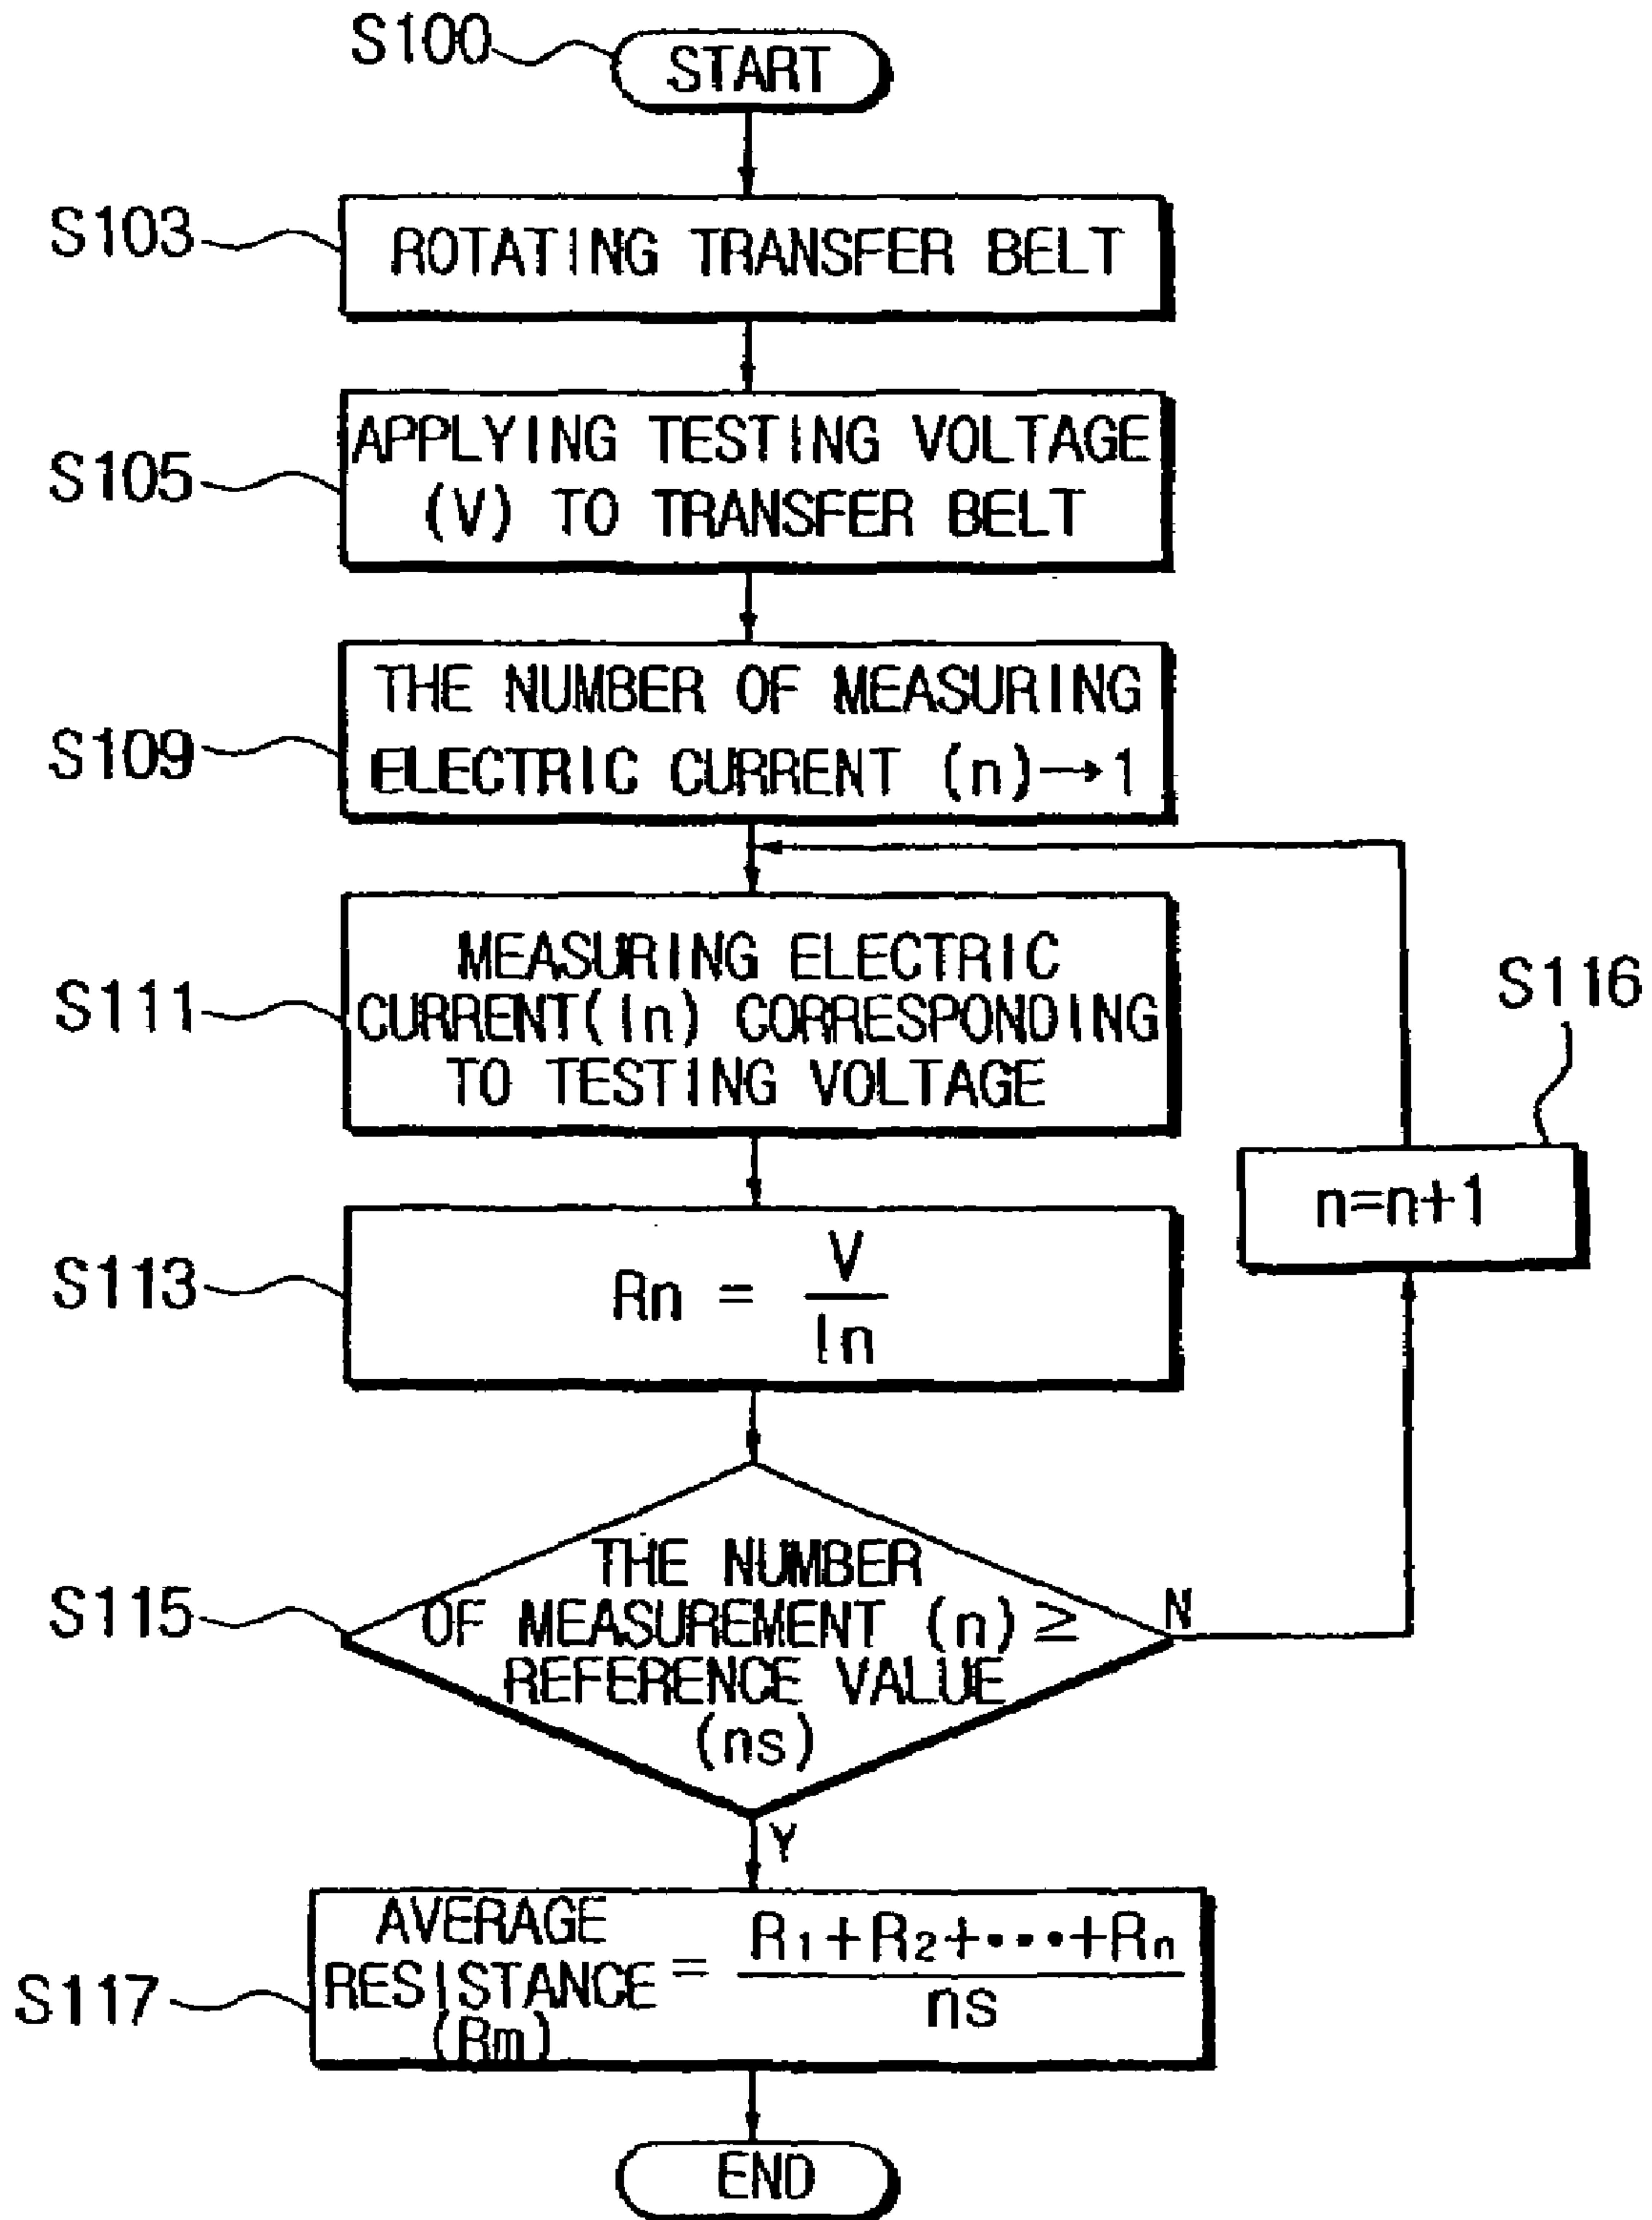 S100
START
S103
ROTATING TRANSFER BELT
S105
APPLYING TESTING VOLTAGE
(V) TO TRANSFER BELT
S109
THE NUMBER OF MEASURING
ELECTRIC CURRENT (n)→1
S111
MEASURING ELECTRIC
CURRENT(In) CORRESPONDING
TO TESTING VOLTAGE
S116
n=n+1
S113
Rn = V
In
S115
THE NUMBER
OF MEASUREMENT (n)≥
REFERENCE VALUE
(ns)
N
Y
S117
AVERAGE
RESISTANCE
(Rm)
= R1+R2+•••+Rn
ns
END